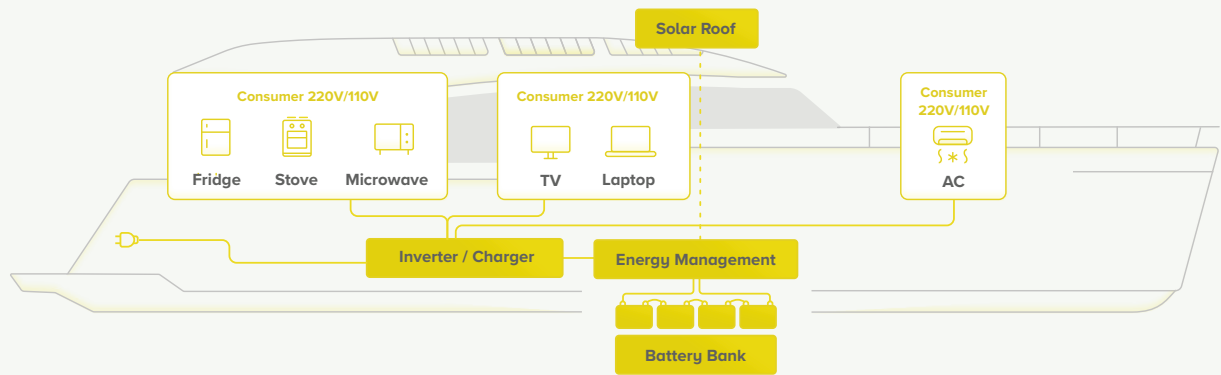 Solar Roof
Consumer 220V/110V
Fridge
Stove
Microwave
Consumer 220V/110V
TV
Laptop
Consumer
220V/110V
AC
Inverter / Charger
Energy Management
Battery Bank